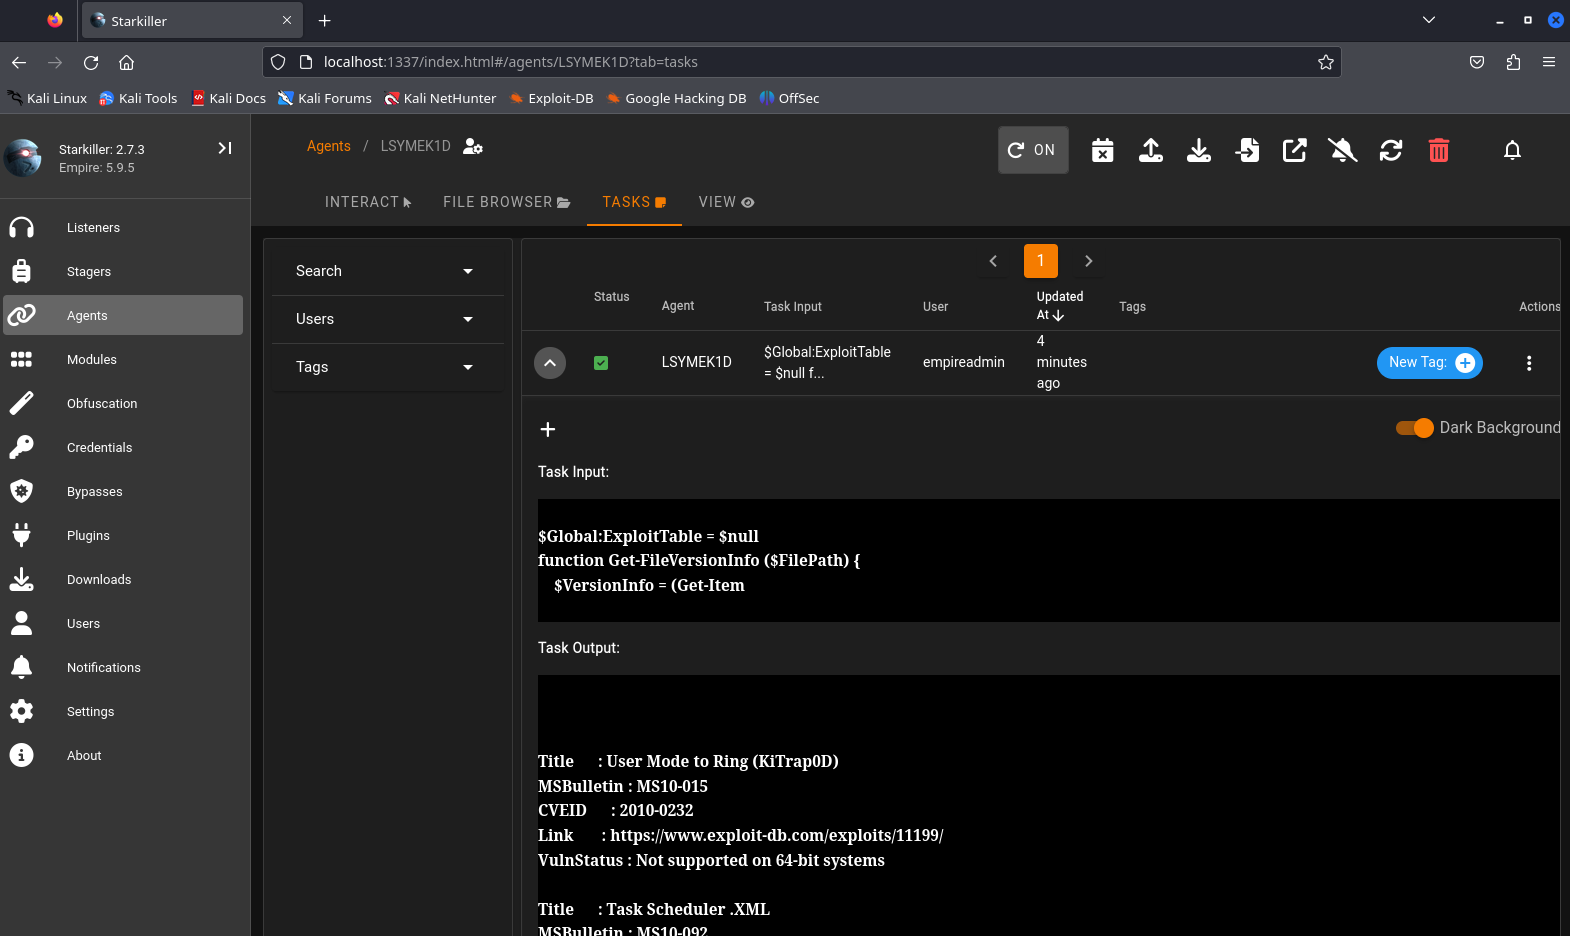 Starkiller
localhost:1337/index.html#/agents/LSYMEK1D?tab=tasks
Kali Linux Kali Tools Kali Docs Kali Forums Kali NetHunter Exploit-DB Google Hacking DB OffSec
Starkiller: 2.7.3
Empire: 5.9.5
Listeners
Stagers
Agents
Modules
Obfuscation
Credentials
Bypasses
Plugins
Downloads
Users
Notifications
Settings
About
Agents / LSYMEK1D
ON
INTERACT FILE BROWSER TASKS VIEW
Search
Users
Tags
1
Status Agent Task Input User Updated At Tags Actions
LSYMEK1D
$Global:ExploitTable
= $null f...
empireadmin
4
minutes
ago
New Tag:
Dark Background
Task Input:
$Global:ExploitTable = $null
function Get-FileVersionInfo ($FilePath) {
$VersionInfo = (Get-Item
Task Output:
Title : User Mode to Ring (KiTrap0D)
MSBulletin : MS10-015
CVEID : 2010-0232
Link : https://www.exploit-db.com/exploits/11199/
VulnStatus : Not supported on 64-bit systems
Title : Task Scheduler .XML
MSBulletin : MS10-092